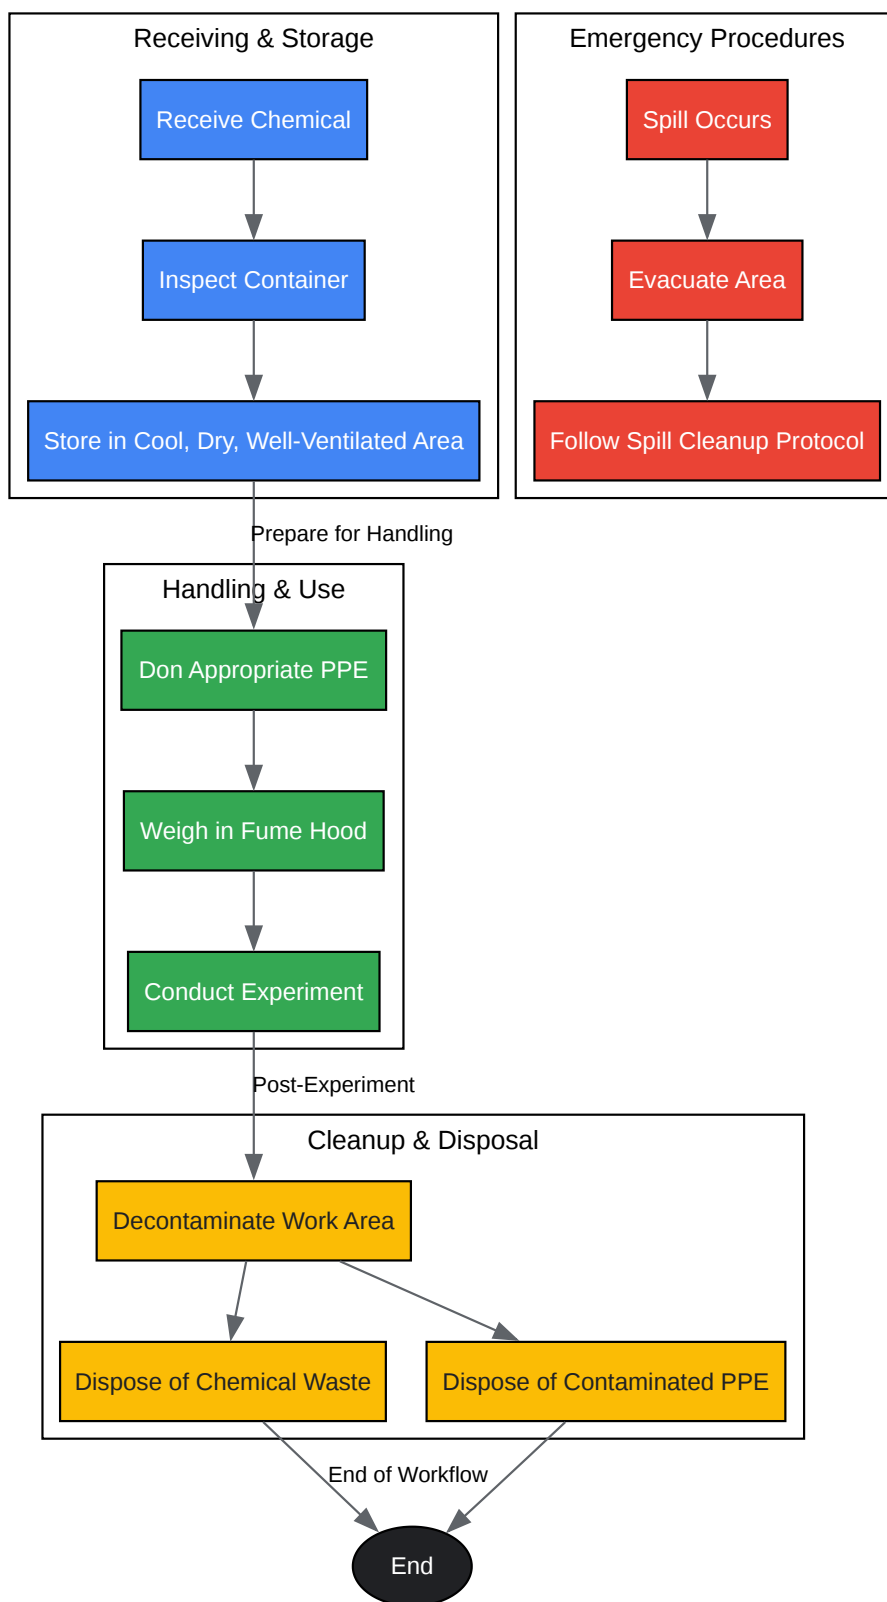 Receiving & Storage
Receive Chemical
Inspect Container
Store in Cool, Dry, Well-Ventilated Area
Emergency Procedures
Spill Occurs
Evacuate Area
Follow Spill Cleanup Protocol
Prepare for Handling
Handling & Use
Don Appropriate PPE
Weigh in Fume Hood
Conduct Experiment
Post-Experiment
Cleanup & Disposal
Decontaminate Work Area
Dispose of Chemical Waste
Dispose of Contaminated PPE
End of Workflow
End